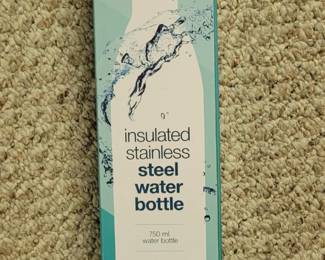 insulated
stainless
steel
water
bottle
750 ml
water bottle